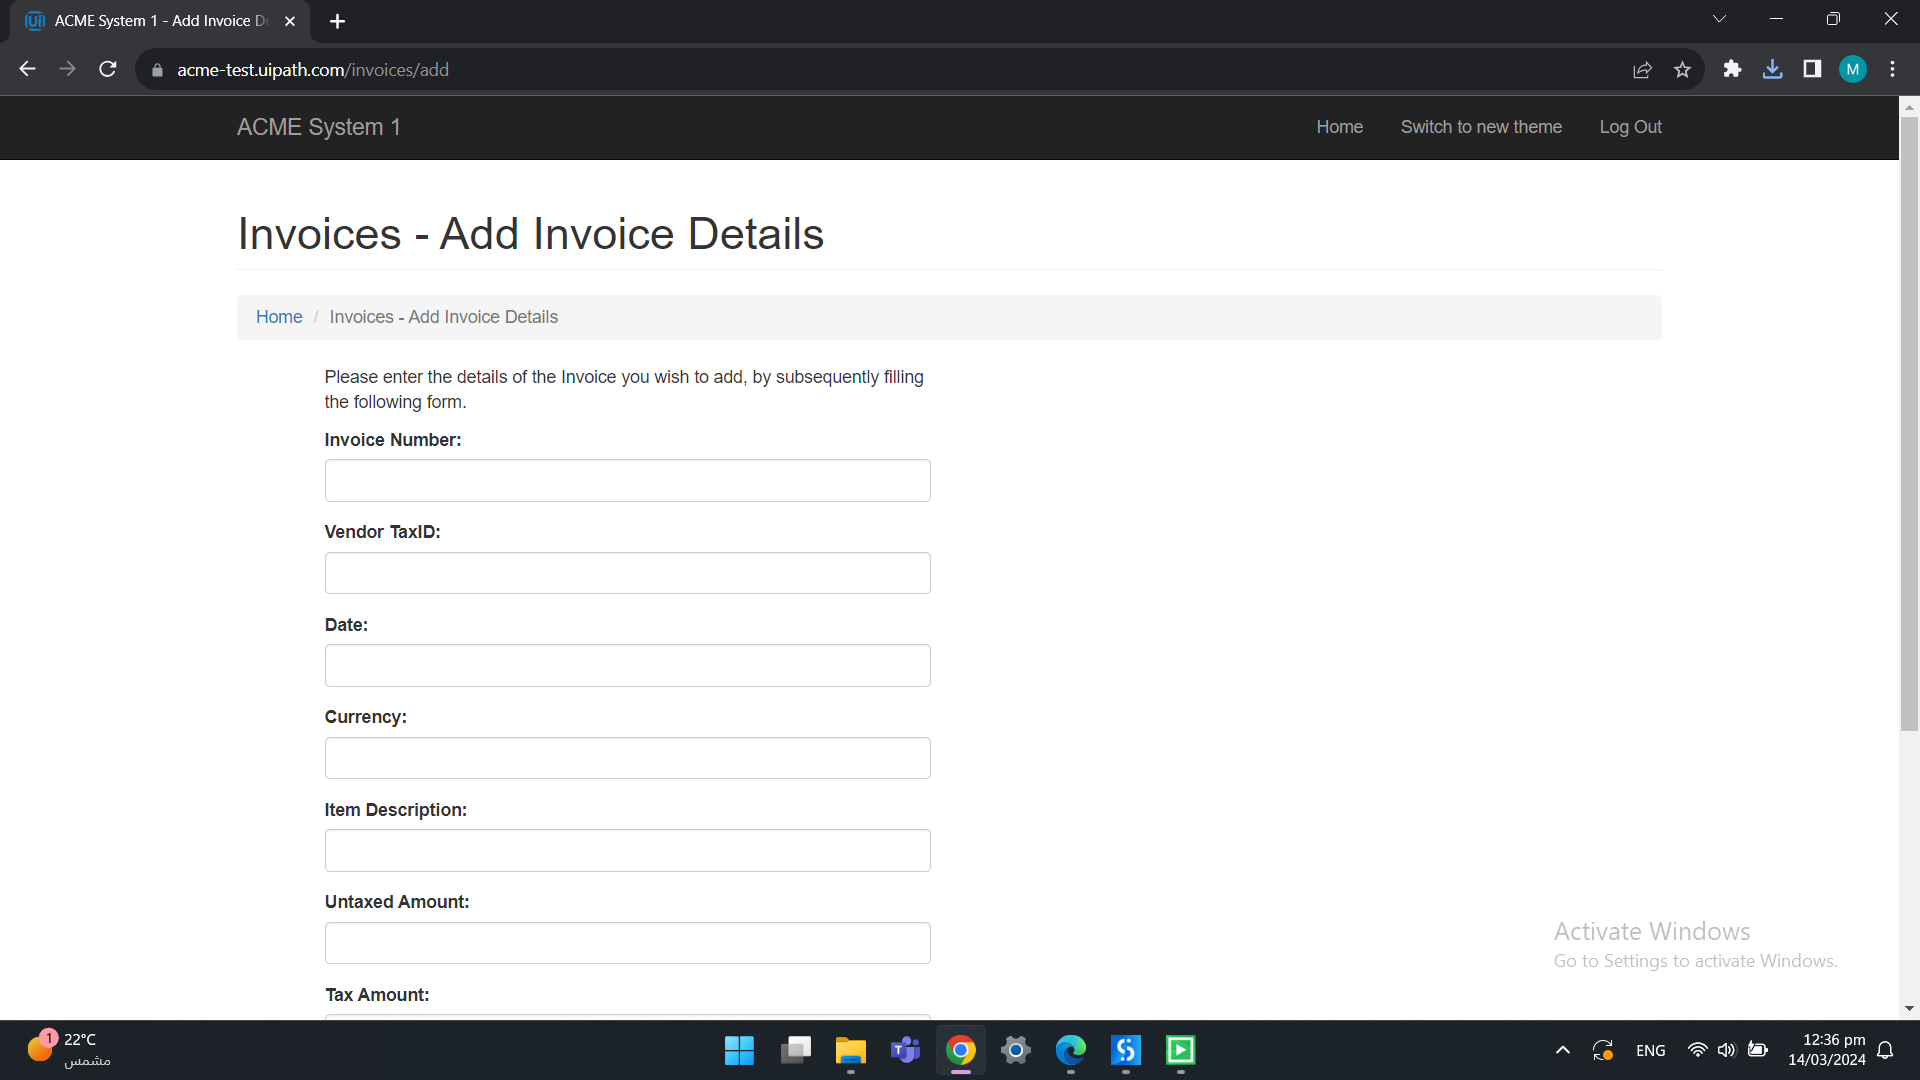 ACME System 1 - Add Invoice D
acme-test.uipath.com/invoices/add
M
ACME System 1
Home
Switch to new theme
Log Out
Invoices - Add Invoice Details
Home / Invoices - Add Invoice Details
Please enter the details of the Invoice you wish to add, by subsequently filling
the following form.
Invoice Number:
Vendor TaxID:
Date:
Currency:
Item Description:
Untaxed Amount:
Tax Amount:
Activate Windows
Go to Settings to activate Windows.
1
22°C
مشمس
ENG
12:36 pm
14/03/2024